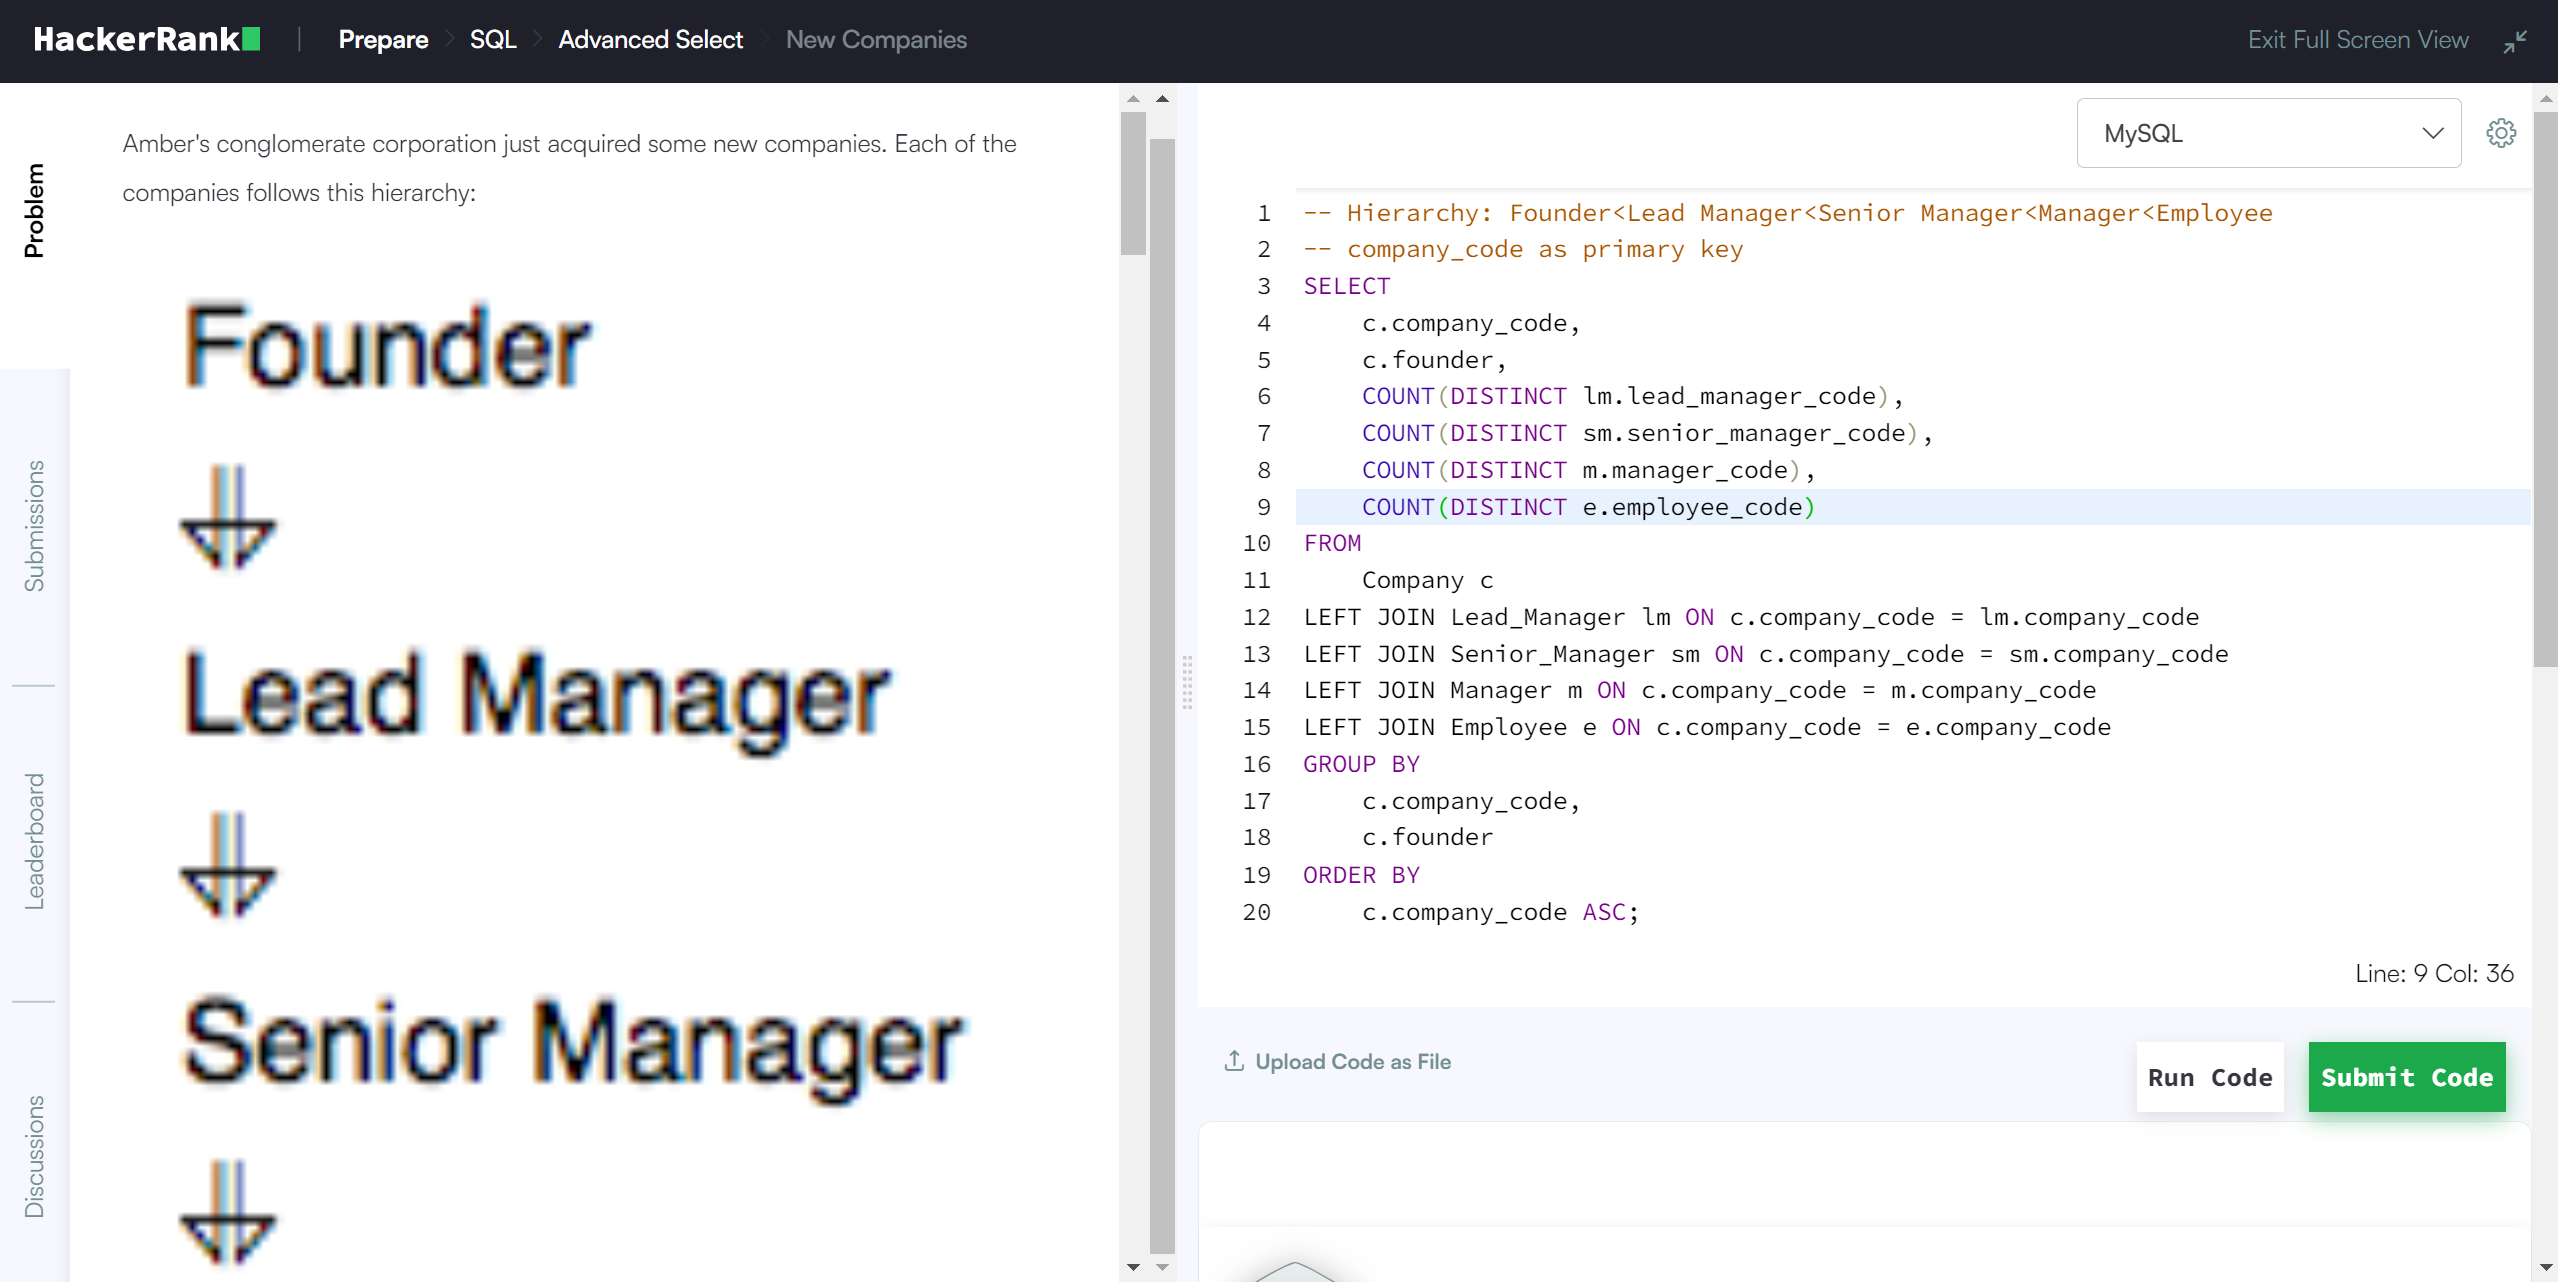 HackerRank | Prepare > SQL > Advanced Select > New Companies
Exit Full Screen View
Problem
Submissions
Leaderboard
Discussions
Amber's conglomerate corporation just acquired some new companies. Each of the
companies follows this hierarchy:
Founder
Lead Manager
Senior Manager
MySQL
1 -- Hierarchy: Founder<Lead Manager<Senior Manager<Manager<Employee
2 -- company_code as primary key
3 SELECT
4     c.company_code,
5     c.founder,
6     COUNT(DISTINCT lm.lead_manager_code),
7     COUNT(DISTINCT sm.senior_manager_code),
8     COUNT(DISTINCT m.manager_code),
9     COUNT(DISTINCT e.employee_code)
10 FROM
11     Company c
12 LEFT JOIN Lead_Manager lm ON c.company_code = lm.company_code
13 LEFT JOIN Senior_Manager sm ON c.company_code = sm.company_code
14 LEFT JOIN Manager m ON c.company_code = m.company_code
15 LEFT JOIN Employee e ON c.company_code = e.company_code
16 GROUP BY
17     c.company_code,
18     c.founder
19 ORDER BY
20     c.company_code ASC;
Line: 9 Col: 36
Upload Code as File
Run Code
Submit Code